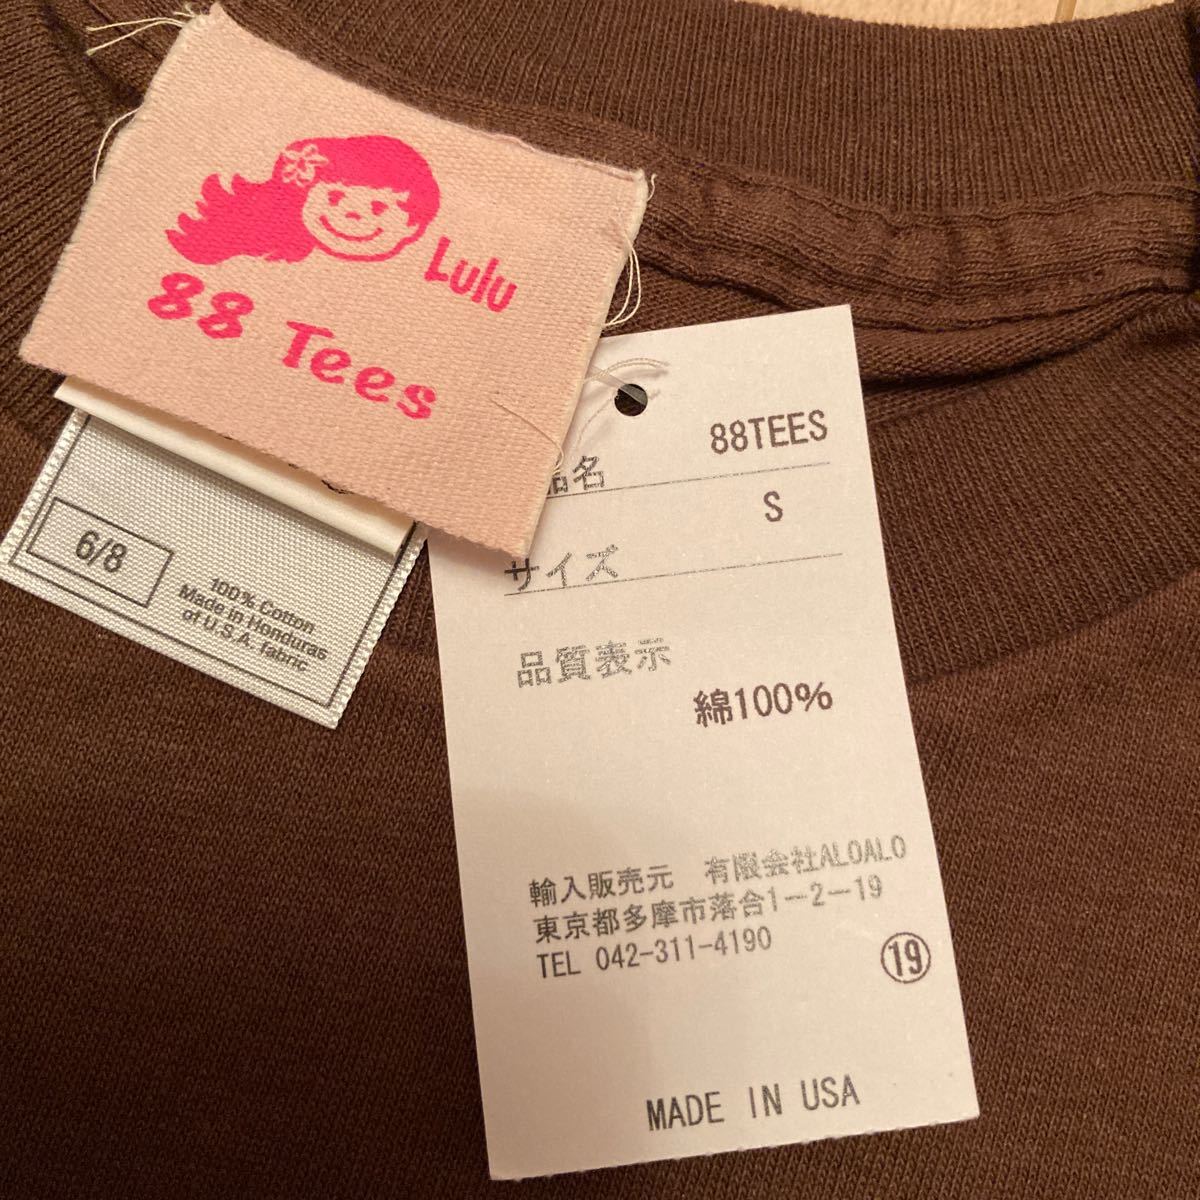 Lulu
88 Tees
6/8
100% Cotton
Made in Honduras
of U.S.A. fabric
88TEES
品名
S
サイズ
品質表示
綿100%
輸入販売元 有限会社ALOALO
東京都多摩市落合1-2-19
TEL 042-311-4190
19
MADE IN USA